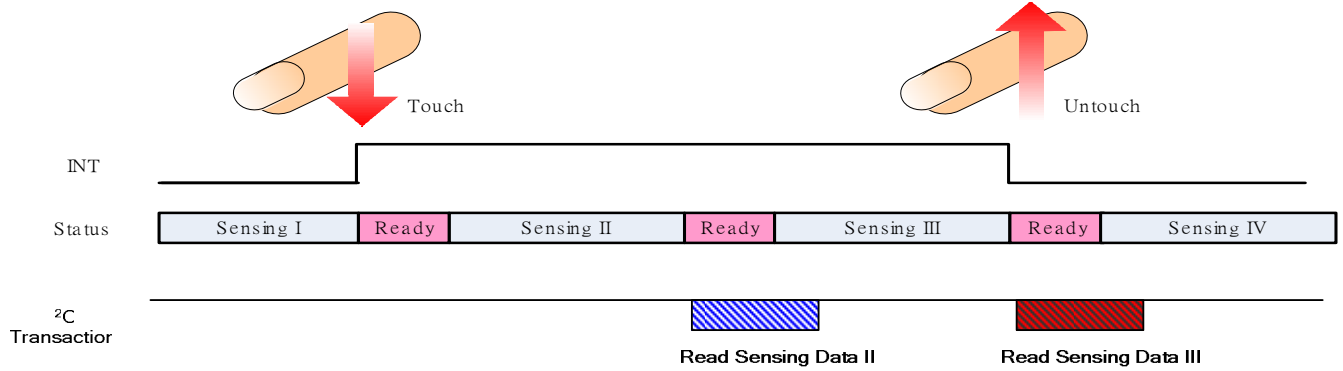 Touch
Untouch
INT
Status
Sensing I
Ready
Sensing II
Ready
Sensing III
Ready
Sensing IV
²C
Transactior
Read Sensing Data II
Read Sensing Data III